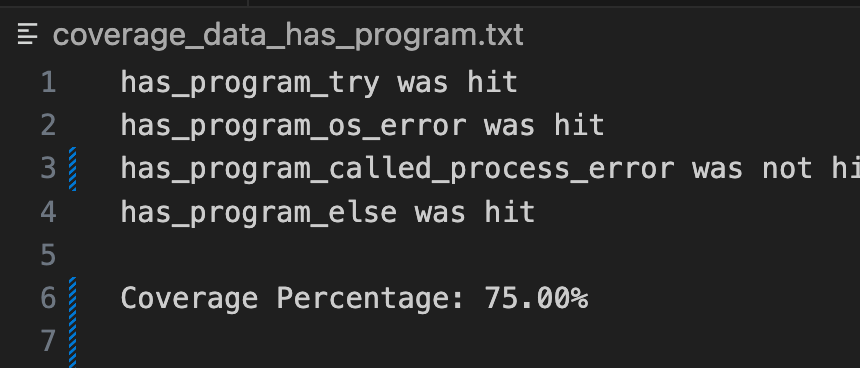 coverage_data_has_program.txt
1 has_program_try was hit
2 has_program_os_error was hit
3 has_program_called_process_error was not hi
4 has_program_else was hit
5
6 Coverage Percentage: 75.00%
7